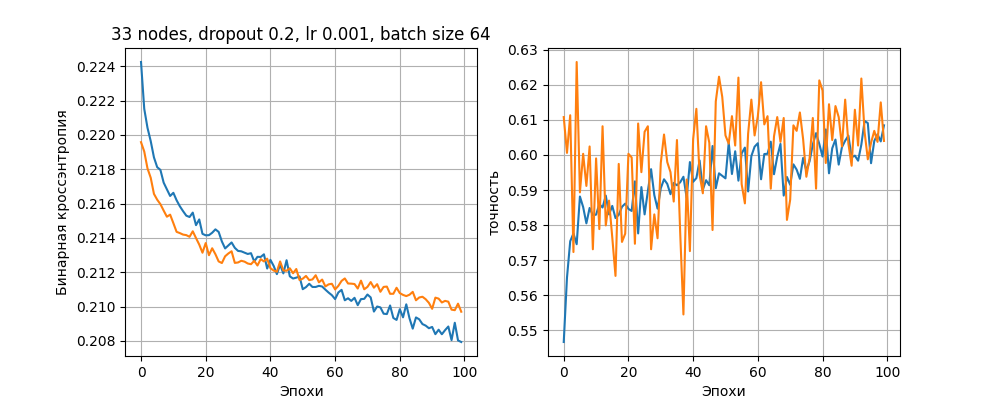 33 nodes, dropout 0.2, lr 0.001, batch size 64
Бинарная кроссэнтропия
0.224
0.222
0.220
0.218
0.216
0.214
0.212
0.210
0.208
0 20 40 60 80 100
Эпохи
точность
0.63
0.62
0.61
0.60
0.59
0.58
0.57
0.56
0.55
0 20 40 60 80 100
Эпохи